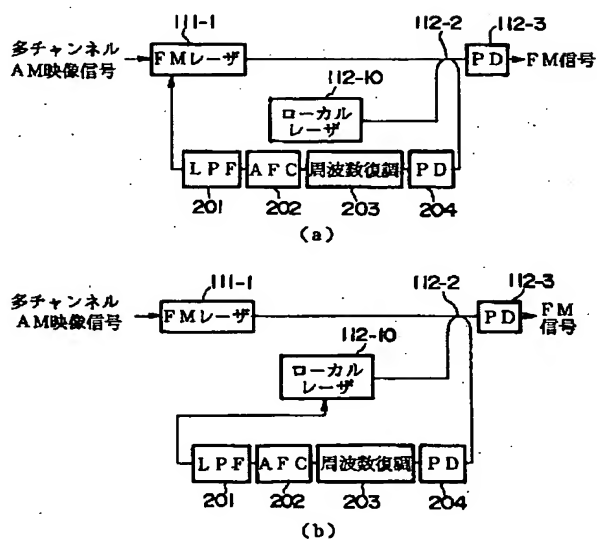 111-1
112-2
112-3
多チャンネル
AM映像信号
FMレーザ
PD
FM信号
112-10
ローカル
レーザ
LPF
AFC
周波数復調
PD
201
202
203
204
(a)
111-1
112-2
112-3
多チャンネル
AM映像信号
FMレーザ
PD
FM
信号
112-10
ローカル
レーザ
LPF
AFC
周波数復調
PD
201
202
203
204
(b)